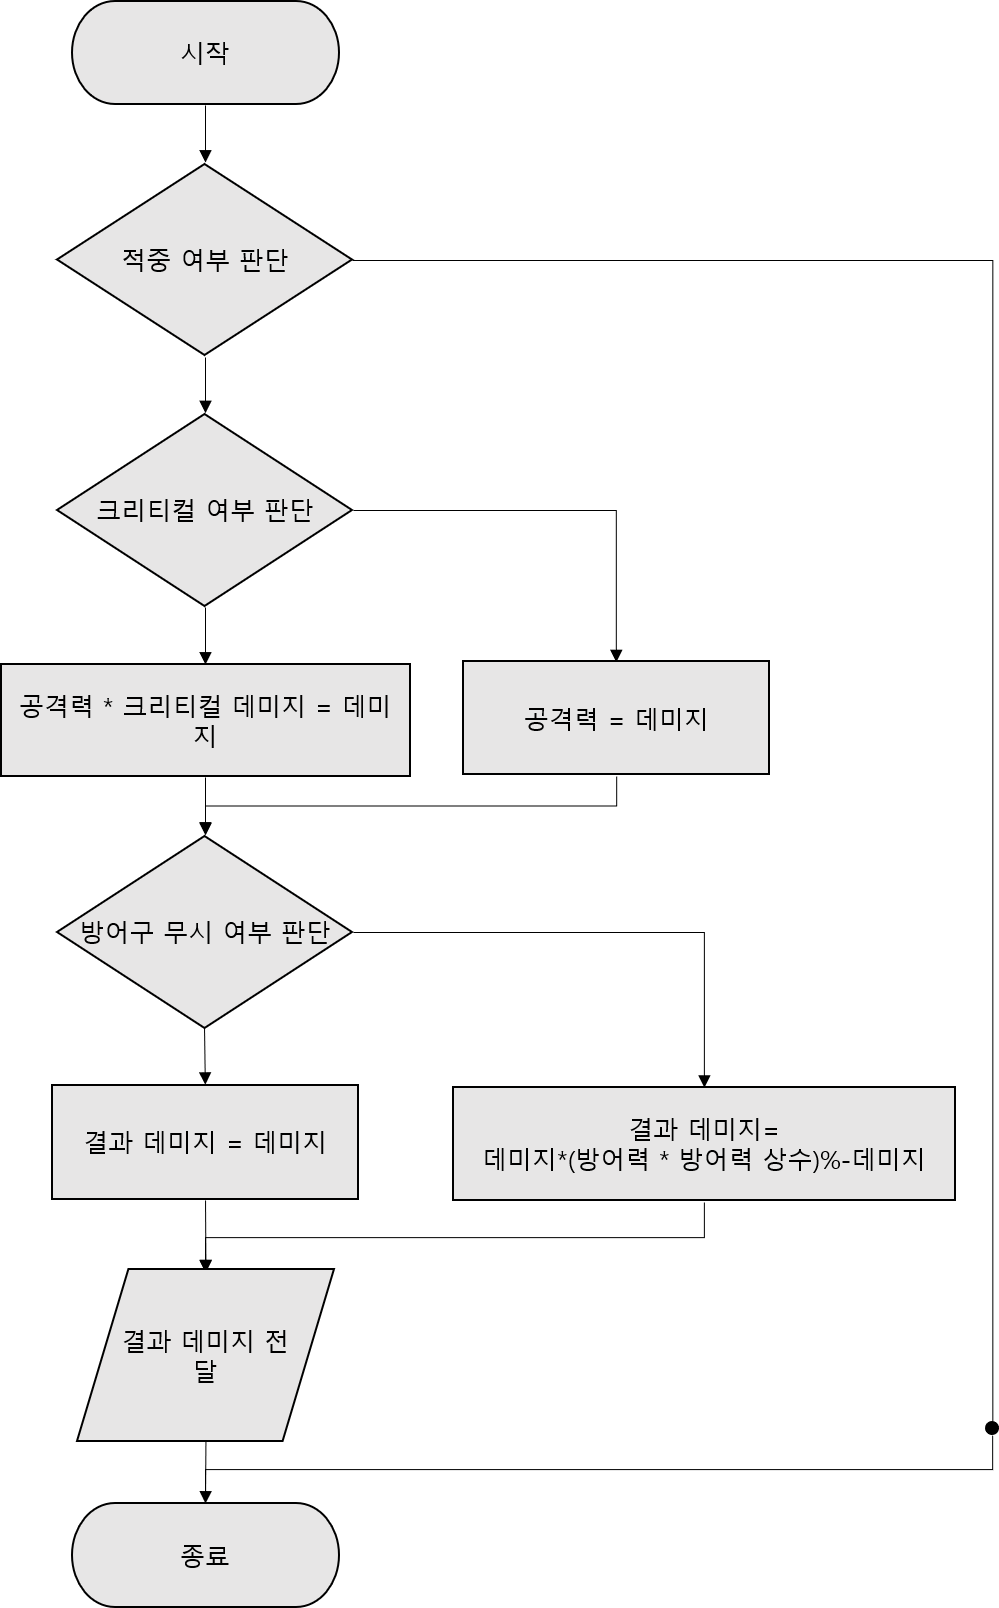 시작
적중 여부 판단
크리티컬 여부 판단
공격력 * 크리티컬 데미지 = 데미
지
공격력 = 데미지
방어구 무시 여부 판단
결과 데미지 = 데미지
결과 데미지=
데미지*(방어력 * 방어력 상수)%-데미지
결과 데미지 전
달
종료